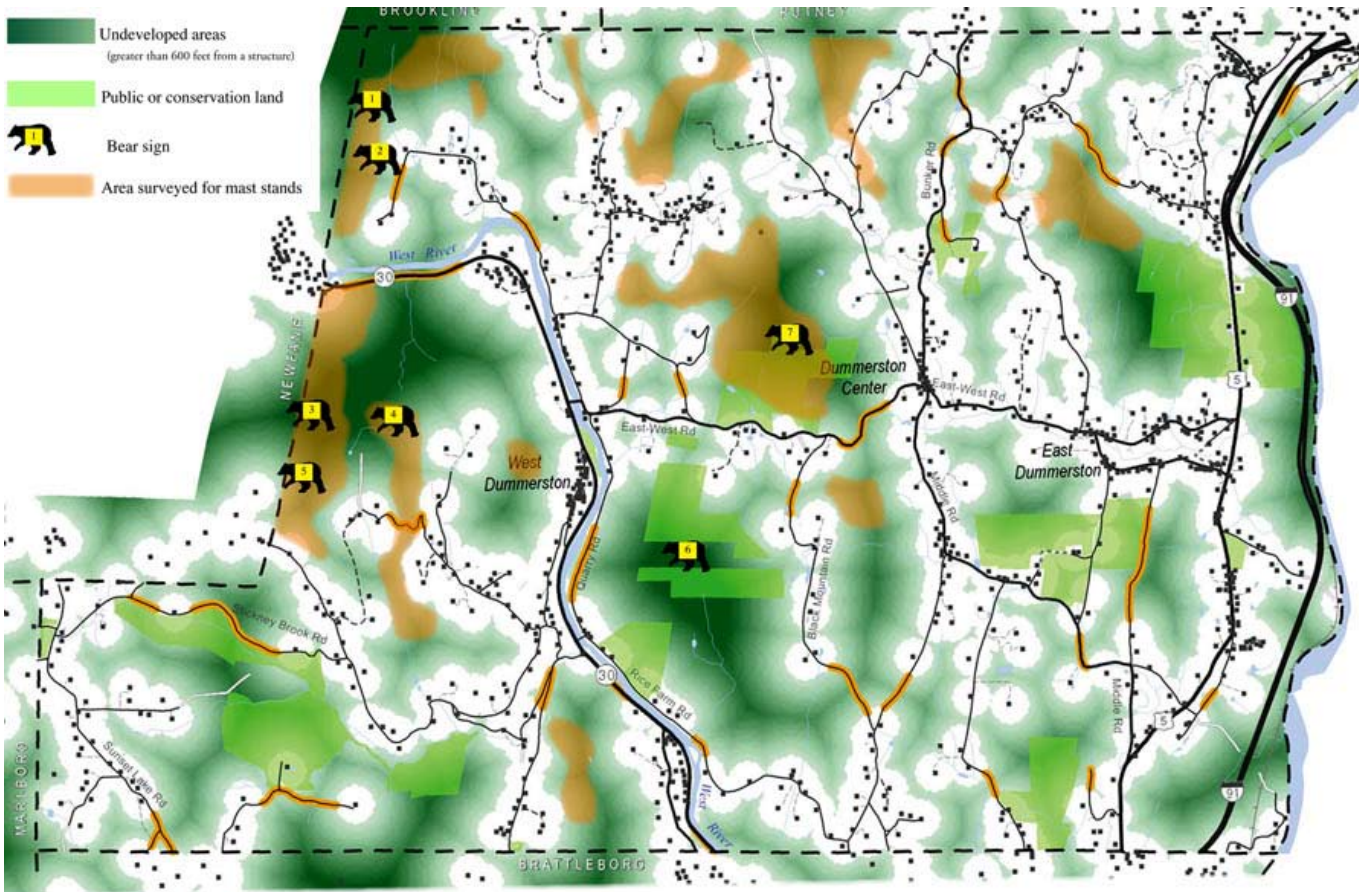 BROOKLINE
PUTNEY
Undeveloped areas
(greater than 600 feet from a structure)
Public or conservation land
1
Bear sign
Area surveyed for mast stands
1
2
Bunker Rd
West River
30
91
NEWFANE
7
Dummerston
Center
5
3
4
East-West Rd
East-West Rd
5
West
Dummerston
East
Dummerston
Middle Rd
6
Quarry Rd
Black Mountain Rd
Stickney Brook Rd
30
Rice Farm Rd
Middle Rd
5
Sunset Lake Rd
MARLBORO
West
River
91
BRATTLEBORO